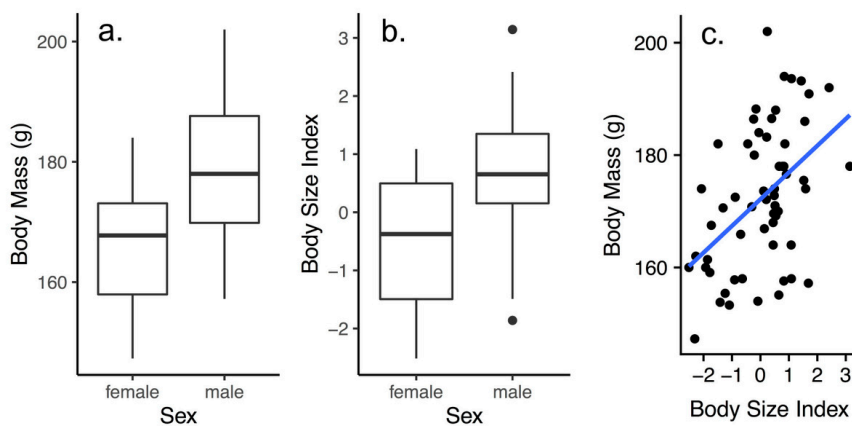 a.
Body Mass (g)
200
180
160
female male
Sex
b.
Body Size Index
3
2
1
0
−1
−2
female male
Sex
c.
Body Mass (g)
200
180
160
−2 −1 0 1 2 3
Body Size Index